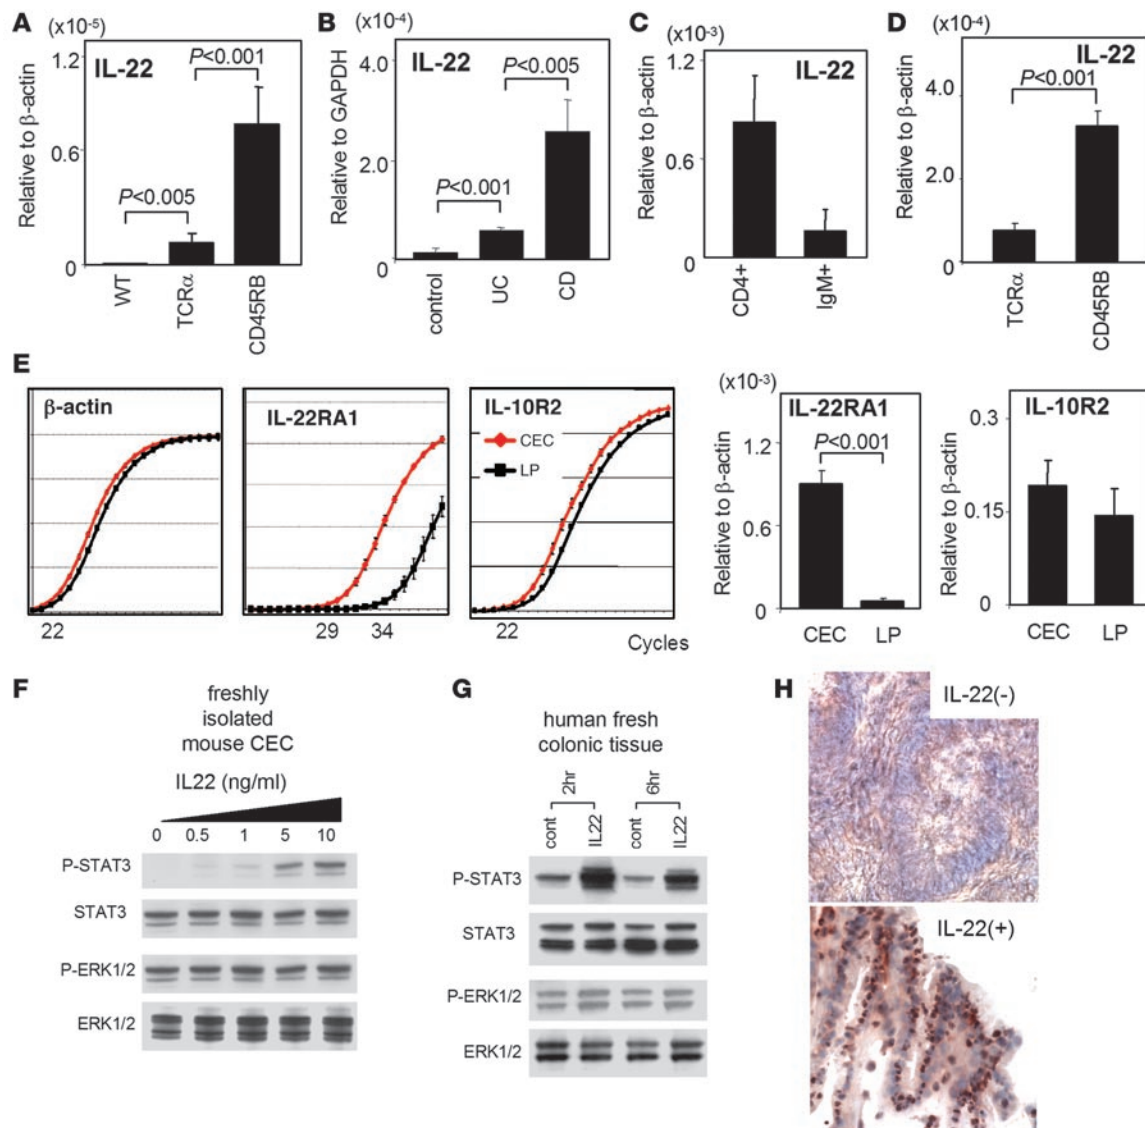 A
(x10-5)
IL-22
P<0.001
P<0.005
1.2
0.6
0
Relative to β-actin
WT
TCRα
CD45RB
B
(x10-4)
IL-22
P<0.005
P<0.001
4.0
2.0
0
Relative to GAPDH
control
UC
CD
C
(x10-3)
IL-22
1.2
0.6
0
Relative to β-actin
CD4+
IgM+
D
(x10-4)
IL-22
P<0.001
4.0
2.0
0
Relative to β-actin
TCRα
CD45RB
E
β-actin
22
IL-22RA1
29 34
IL-10R2
CEC
LP
22
Cycles
(x10-3)
IL-22RA1
P<0.001
1.2
0.6
0
Relative to β-actin
CEC LP
IL-10R2
0.3
0.15
0
Relative to β-actin
CEC LP
F
freshly
isolated
mouse CEC
IL22 (ng/ml)
0 0.5 1 5 10
P-STAT3
STAT3
P-ERK1/2
ERK1/2
G
human fresh
colonic tissue
2hr 6hr
cont IL22 cont IL22
P-STAT3
STAT3
P-ERK1/2
ERK1/2
H
IL-22(-)
IL-22(+)